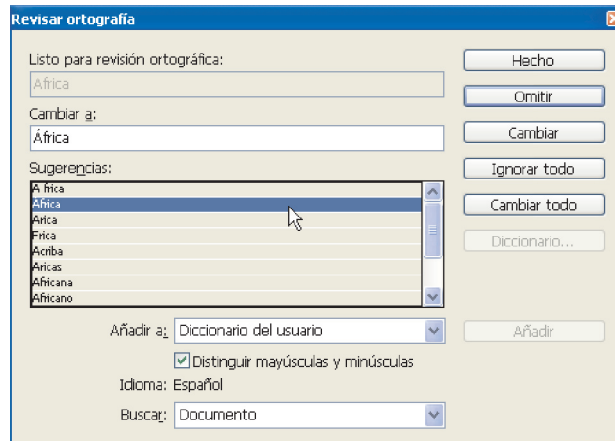 Revisar ortografía
Listo para revisión ortográfica:
Africa
Cambiar a:
África
Sugerencias:
A frica
África
Arica
Frica
Acriba
Aricas
Africana
Africano
Hecho
Omitir
Cambiar
Ignorar todo
Cambiar todo
Diccionario...
Añadir a: Diccionario del usuario
Añadir
Distinguir mayúsculas y minúsculas
Idioma: Español
Buscar: Documento